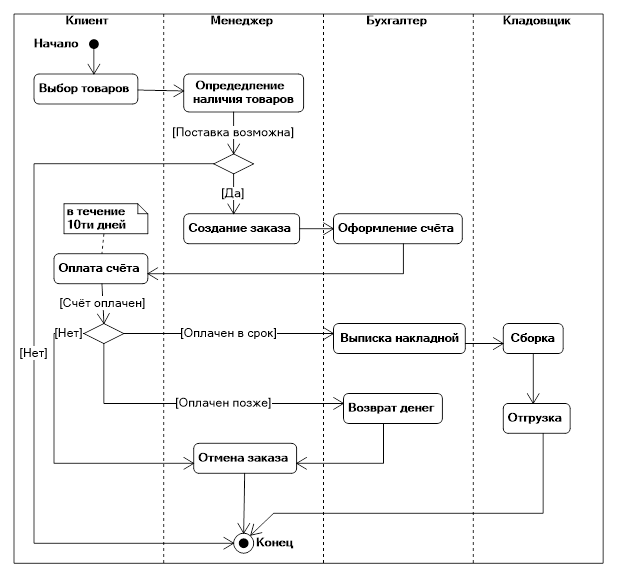 Клиент
Менеджер
Бухгалтер
Кладовщик
Начало
Выбор товаров
Опредедление
наличия товаров
[Поставка возможна]
[Да]
в течение
10ти дней
Создание заказа
Оформление счёта
Оплата счёта
[Счёт оплачен]
[Нет]
[Оплачен в срок]
Выписка накладной
Сборка
[Нет]
[Оплачен позже]
Возврат денег
Отгрузка
Отмена заказа
Конец